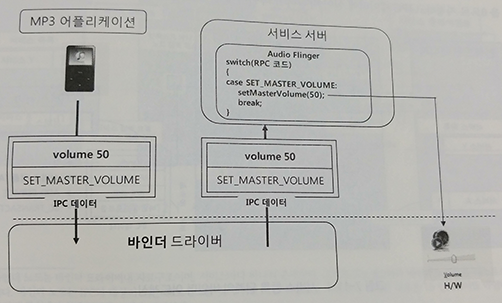 MP3 어플리케이션
서비스 서버
Audio Flinger
switch(RPC 코드)
{
case SET_MASTER_VOLUME:
setMasterVolume(50);
break;
}
volume 50
SET_MASTER_VOLUME
IPC 데이터
volume 50
SET_MASTER_VOLUME
IPC 데이터
바인더 드라이버
Volume
H/W